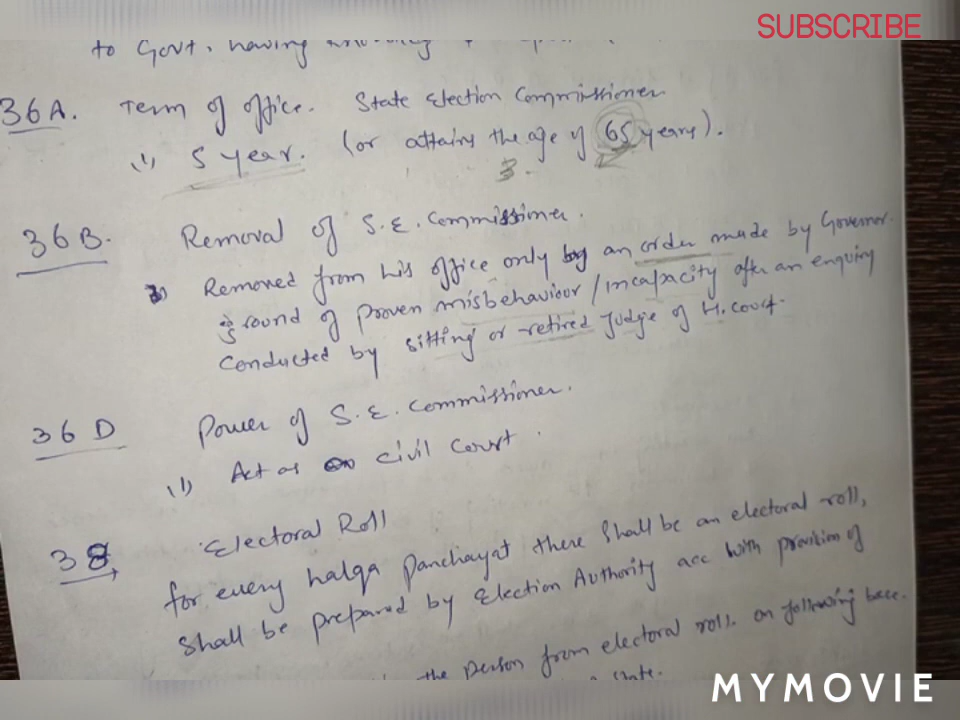 SUBSCRIBE
to Govt. having
36A. Term of office. State Election Commissioner
(1) 5 year. (or attains the age of 65 years).
3.
36B. Removal of S.E. Commissioner.
Removed from his office only by an order made by Governor.
ground of proven misbehaviour/incapacity after an enquiry
conducted by sitting or retired Judge of H. court.
36 D Power of S.E. Commissioner.
(1) Act as civil Court.
38 Electoral Roll
for every halqa Panchayat there shall be an electoral roll,
shall be prepared by Election Authority acc with provision of
the person from electoral roll. on following base.
state.
MYMOVIE